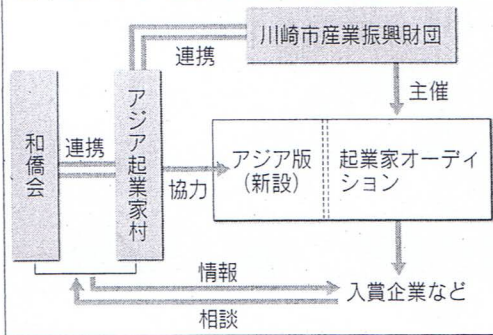 川崎市産業振興財団
連携
主催
和僑会
連携
アジア起業家村
協力
アジア版
(新設)
起業家オーディ
ション
情報
相談
入賞企業など